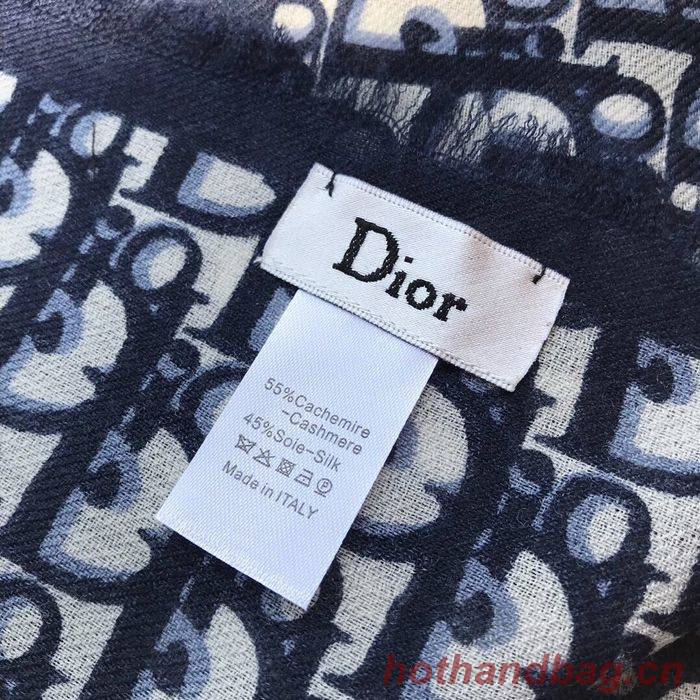 Dior
55%Cachemire
-Cashmere
45%Soie-Silk
Made in ITALY
hothandbag.cn